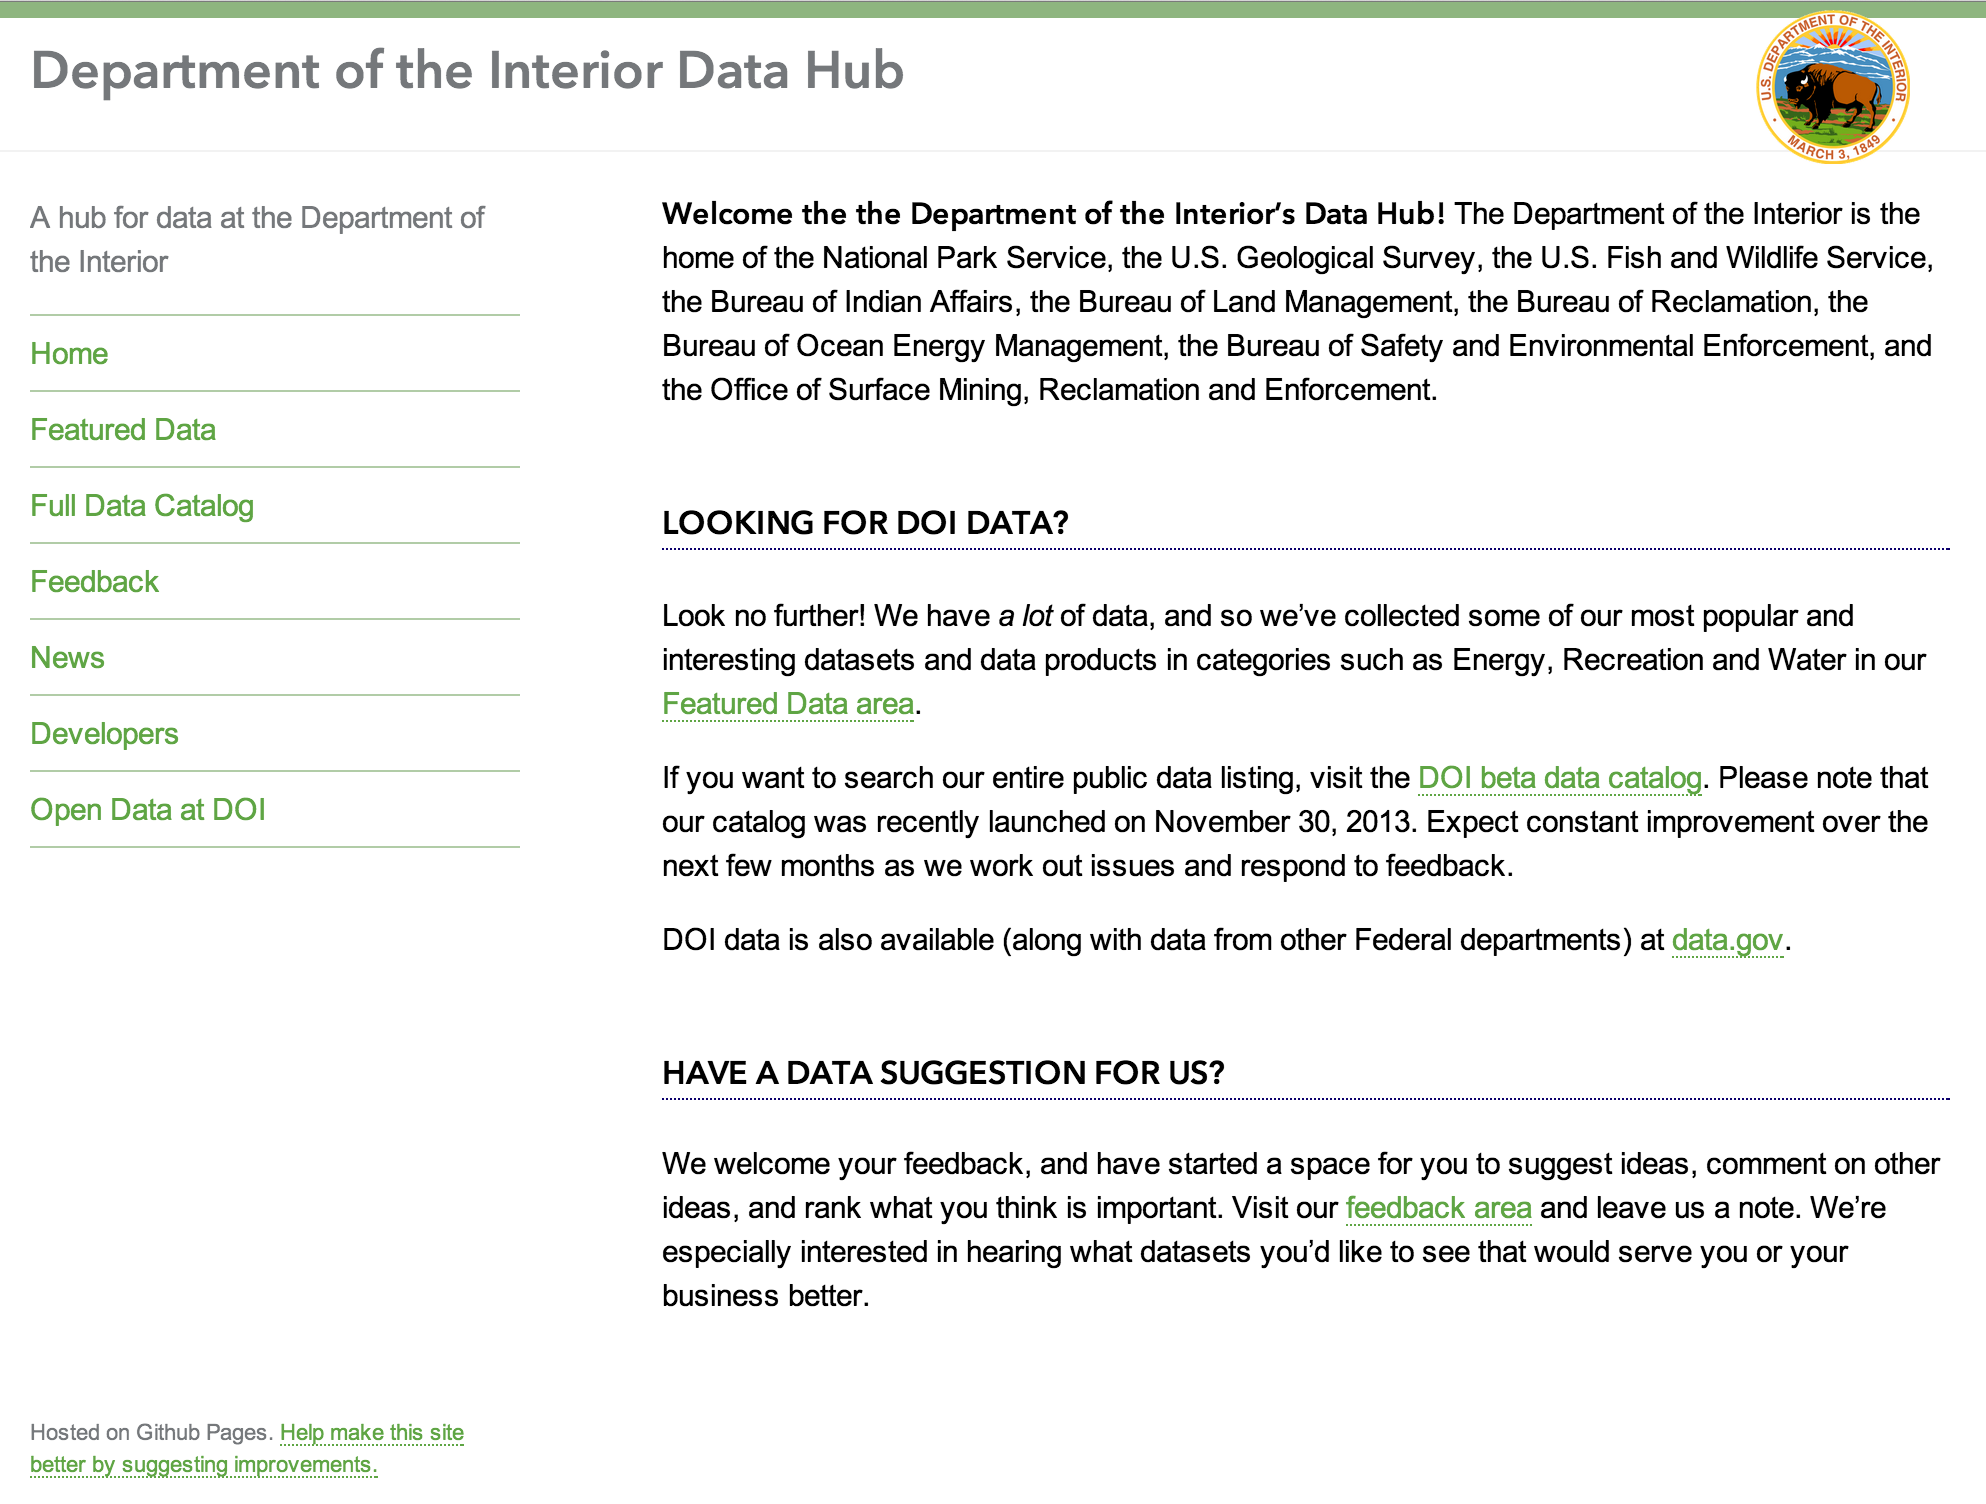 Department of the Interior Data Hub
U.S. DEPARTMENT OF THE INTERIOR
MARCH 3, 1849
A hub for data at the Department of
the Interior
Home
Featured Data
Full Data Catalog
Feedback
News
Developers
Open Data at DOI
Welcome the the Department of the Interior’s Data Hub! The Department of the Interior is the
home of the National Park Service, the U.S. Geological Survey, the U.S. Fish and Wildlife Service,
the Bureau of Indian Affairs, the Bureau of Land Management, the Bureau of Reclamation, the
Bureau of Ocean Energy Management, the Bureau of Safety and Environmental Enforcement, and
the Office of Surface Mining, Reclamation and Enforcement.
LOOKING FOR DOI DATA?
Look no further! We have a lot of data, and so we’ve collected some of our most popular and
interesting datasets and data products in categories such as Energy, Recreation and Water in our
Featured Data area.
If you want to search our entire public data listing, visit the DOI beta data catalog. Please note that
our catalog was recently launched on November 30, 2013. Expect constant improvement over the
next few months as we work out issues and respond to feedback.
DOI data is also available (along with data from other Federal departments) at data.gov.
HAVE A DATA SUGGESTION FOR US?
We welcome your feedback, and have started a space for you to suggest ideas, comment on other
ideas, and rank what you think is important. Visit our feedback area and leave us a note. We’re
especially interested in hearing what datasets you’d like to see that would serve you or your
business better.
Hosted on Github Pages. Help make this site
better by suggesting improvements.